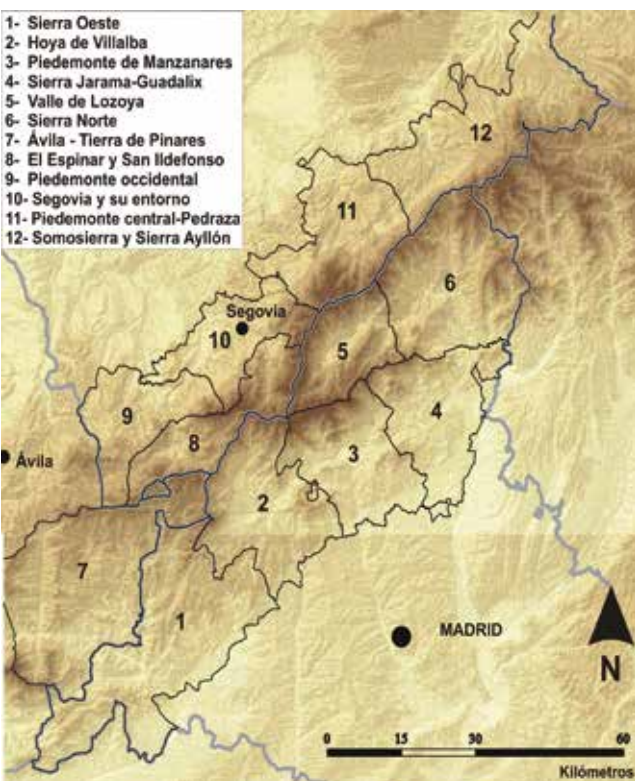 1- Sierra Oeste
2- Hoya de Villalba
3- Piedemonte de Manzanares
4- Sierra Jarama-Guadalix
5- Valle de Lozoya
6- Sierra Norte
7- Ávila - Tierra de Pinares
8- El Espinar y San Ildefonso
9- Piedemonte occidental
10- Segovia y su entorno
11- Piedemonte central-Pedraza
12- Somosierra y Sierra Ayllón
12
11
6
Segovia
10
5
9
4
8
3
Ávila
2
7
1
MADRID
N
0 15 30 60
Kilómetros